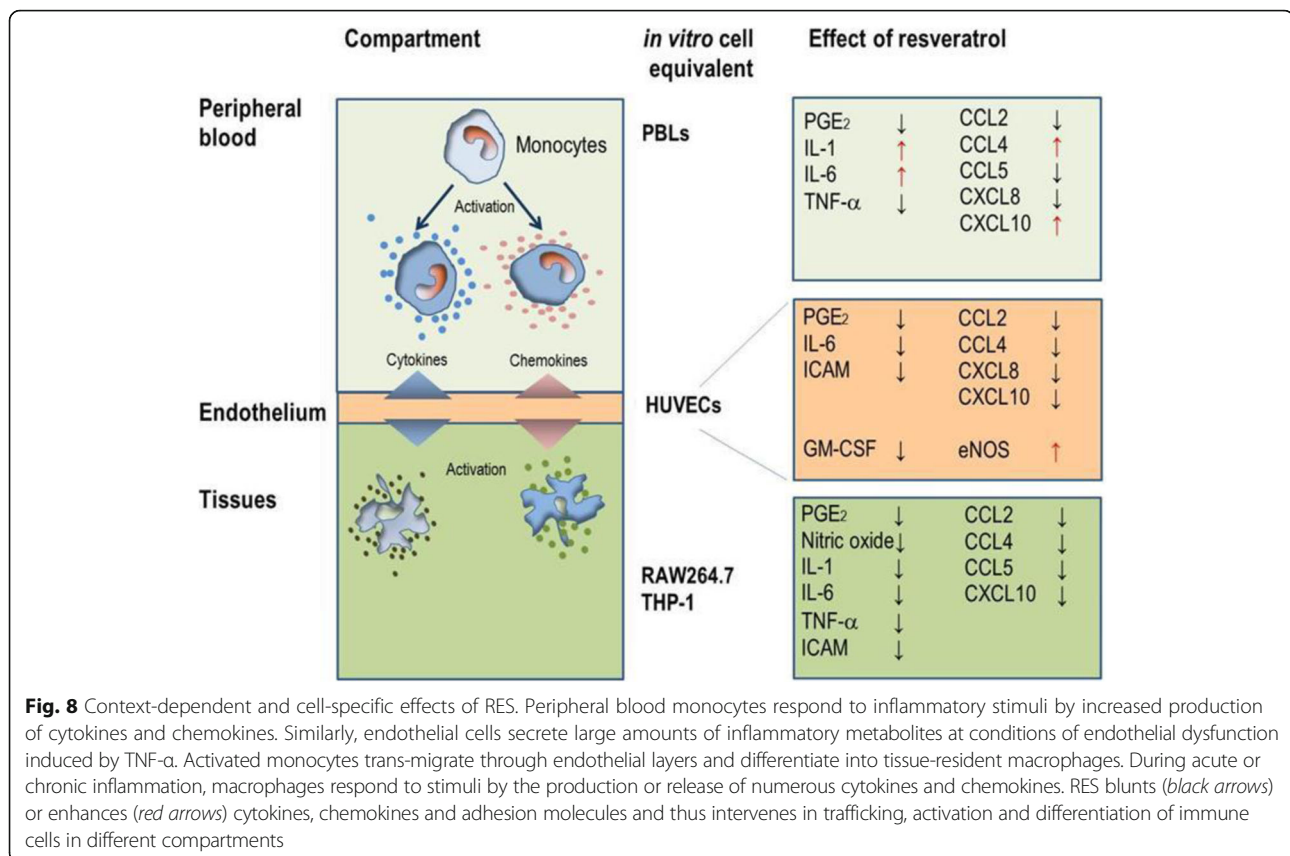 Compartment
in vitro cell
equivalent
Effect of resveratrol
Peripheral
blood
Monocytes
Activation
Cytokines
Chemokines
PBLs
PGE2 ↓ CCL2 ↓
IL-1 ↑ CCL4 ↑
IL-6 ↑ CCL5 ↓
TNF-α ↓ CXCL8 ↓
CXCL10 ↑
Endothelium
HUVECs
PGE2 ↓ CCL2 ↓
IL-6 ↓ CCL4 ↓
ICAM ↓ CXCL8 ↓
CXCL10 ↓
GM-CSF ↓ eNOS ↑
Tissues
Activation
RAW264.7
THP-1
PGE2 ↓ CCL2 ↓
Nitric oxide ↓ CCL4 ↓
IL-1 ↓ CCL5 ↓
IL-6 ↓ CXCL10 ↓
TNF-α ↓
ICAM ↓
Fig. 8 Context-dependent and cell-specific effects of RES. Peripheral blood monocytes respond to inflammatory stimuli by increased production
of cytokines and chemokines. Similarly, endothelial cells secrete large amounts of inflammatory metabolites at conditions of endothelial dysfunction
induced by TNF-α. Activated monocytes trans-migrate through endothelial layers and differentiate into tissue-resident macrophages. During acute or
chronic inflammation, macrophages respond to stimuli by the production or release of numerous cytokines and chemokines. RES blunts (black arrows)
or enhances (red arrows) cytokines, chemokines and adhesion molecules and thus intervenes in trafficking, activation and differentiation of immune
cells in different compartments